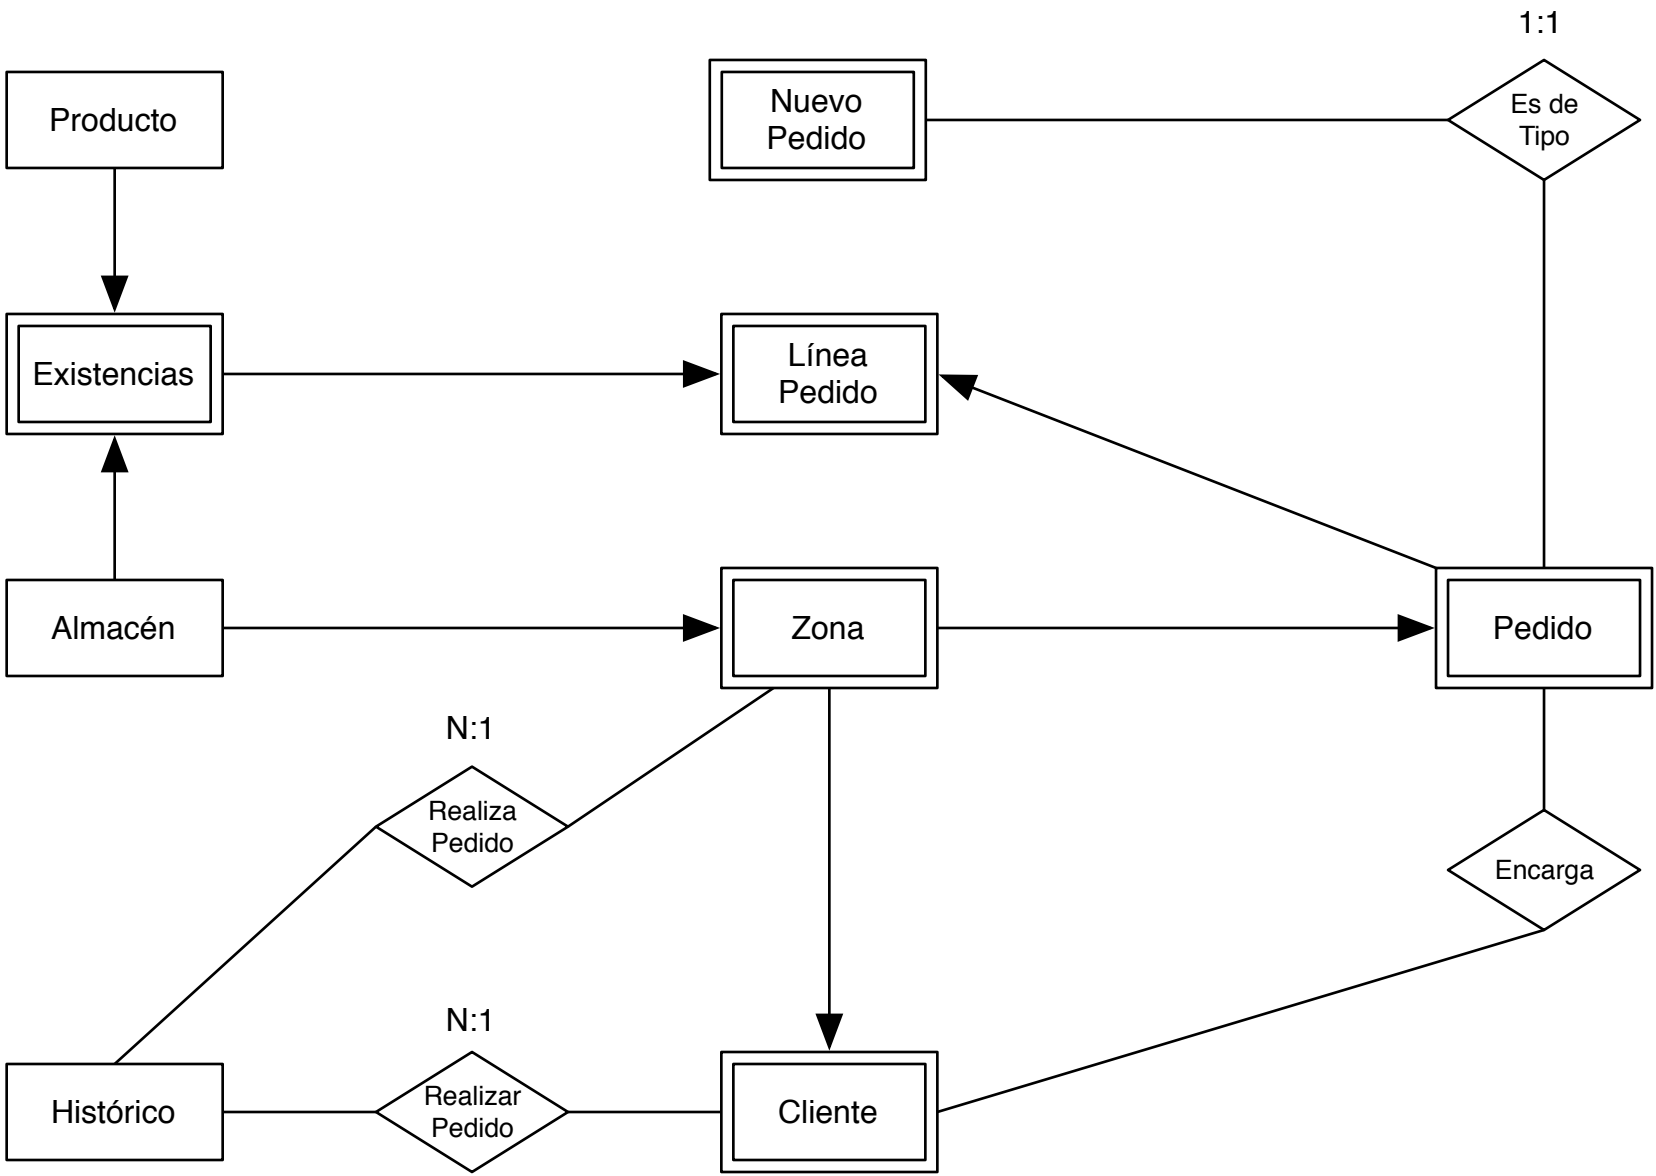 1:1
Producto
Nuevo
Pedido
Es de
Tipo
Existencias
Línea
Pedido
Almacén
Zona
Pedido
N:1
Realiza
Pedido
Encarga
N:1
Histórico
Realizar
Pedido
Cliente